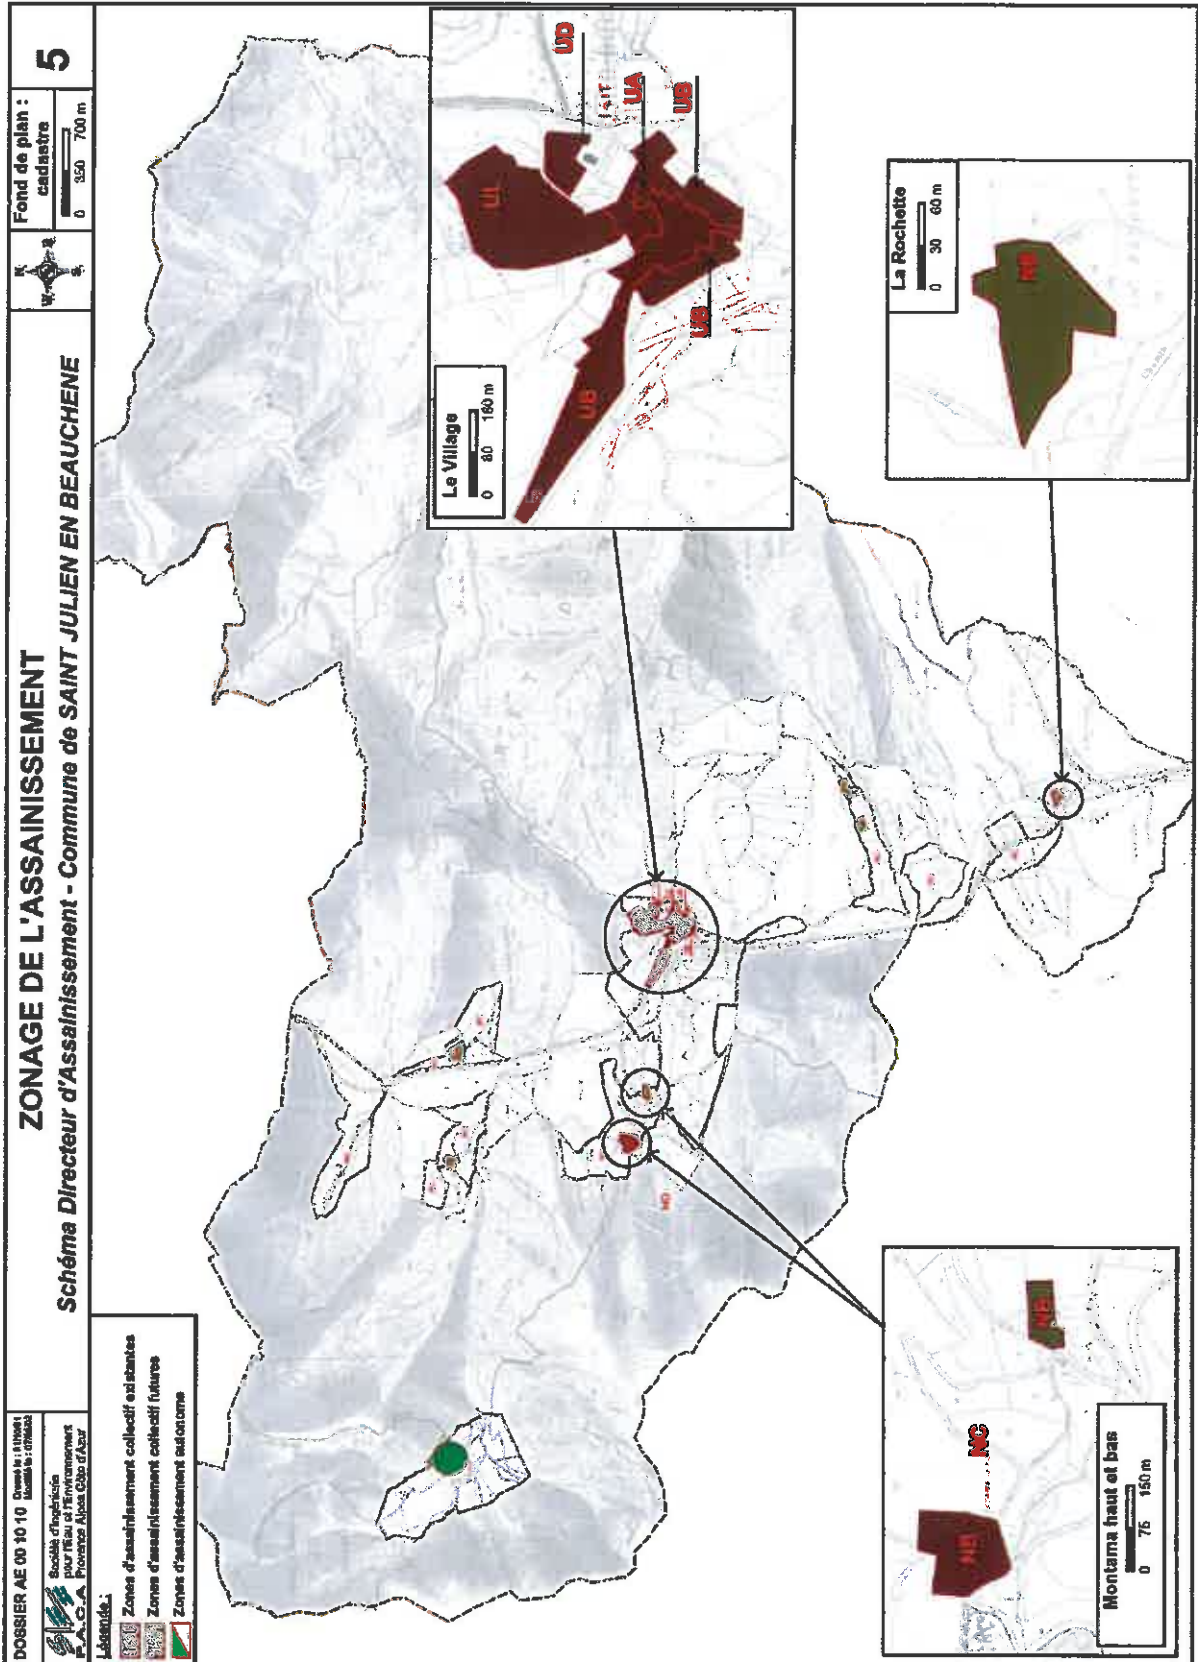 DOSSIER AE 00 10 10
Société d'Ingénierie
pour l'Eau et l'Environnement
P.A.C.A Provence Alpes Côte d'Azur
ZONAGE DE L'ASSAINISSEMENT
Schéma Directeur d'Assainissement - Commune de SAINT JULIEN EN BEAUCHENE
N
W
S
Fond de plan :
cadastre
0 350 700 m
5
Légende :
Zones d'assainissement collectif existantes
Zones d'assainissement collectif futures
Zones d'assainissement autonome
Le Village
0 80 160 m
UD
UA
UB
UB
UB
La Rochette
0 30 60 m
NB
Montama haut et bas
0 75 150 m
NB
NC
NB